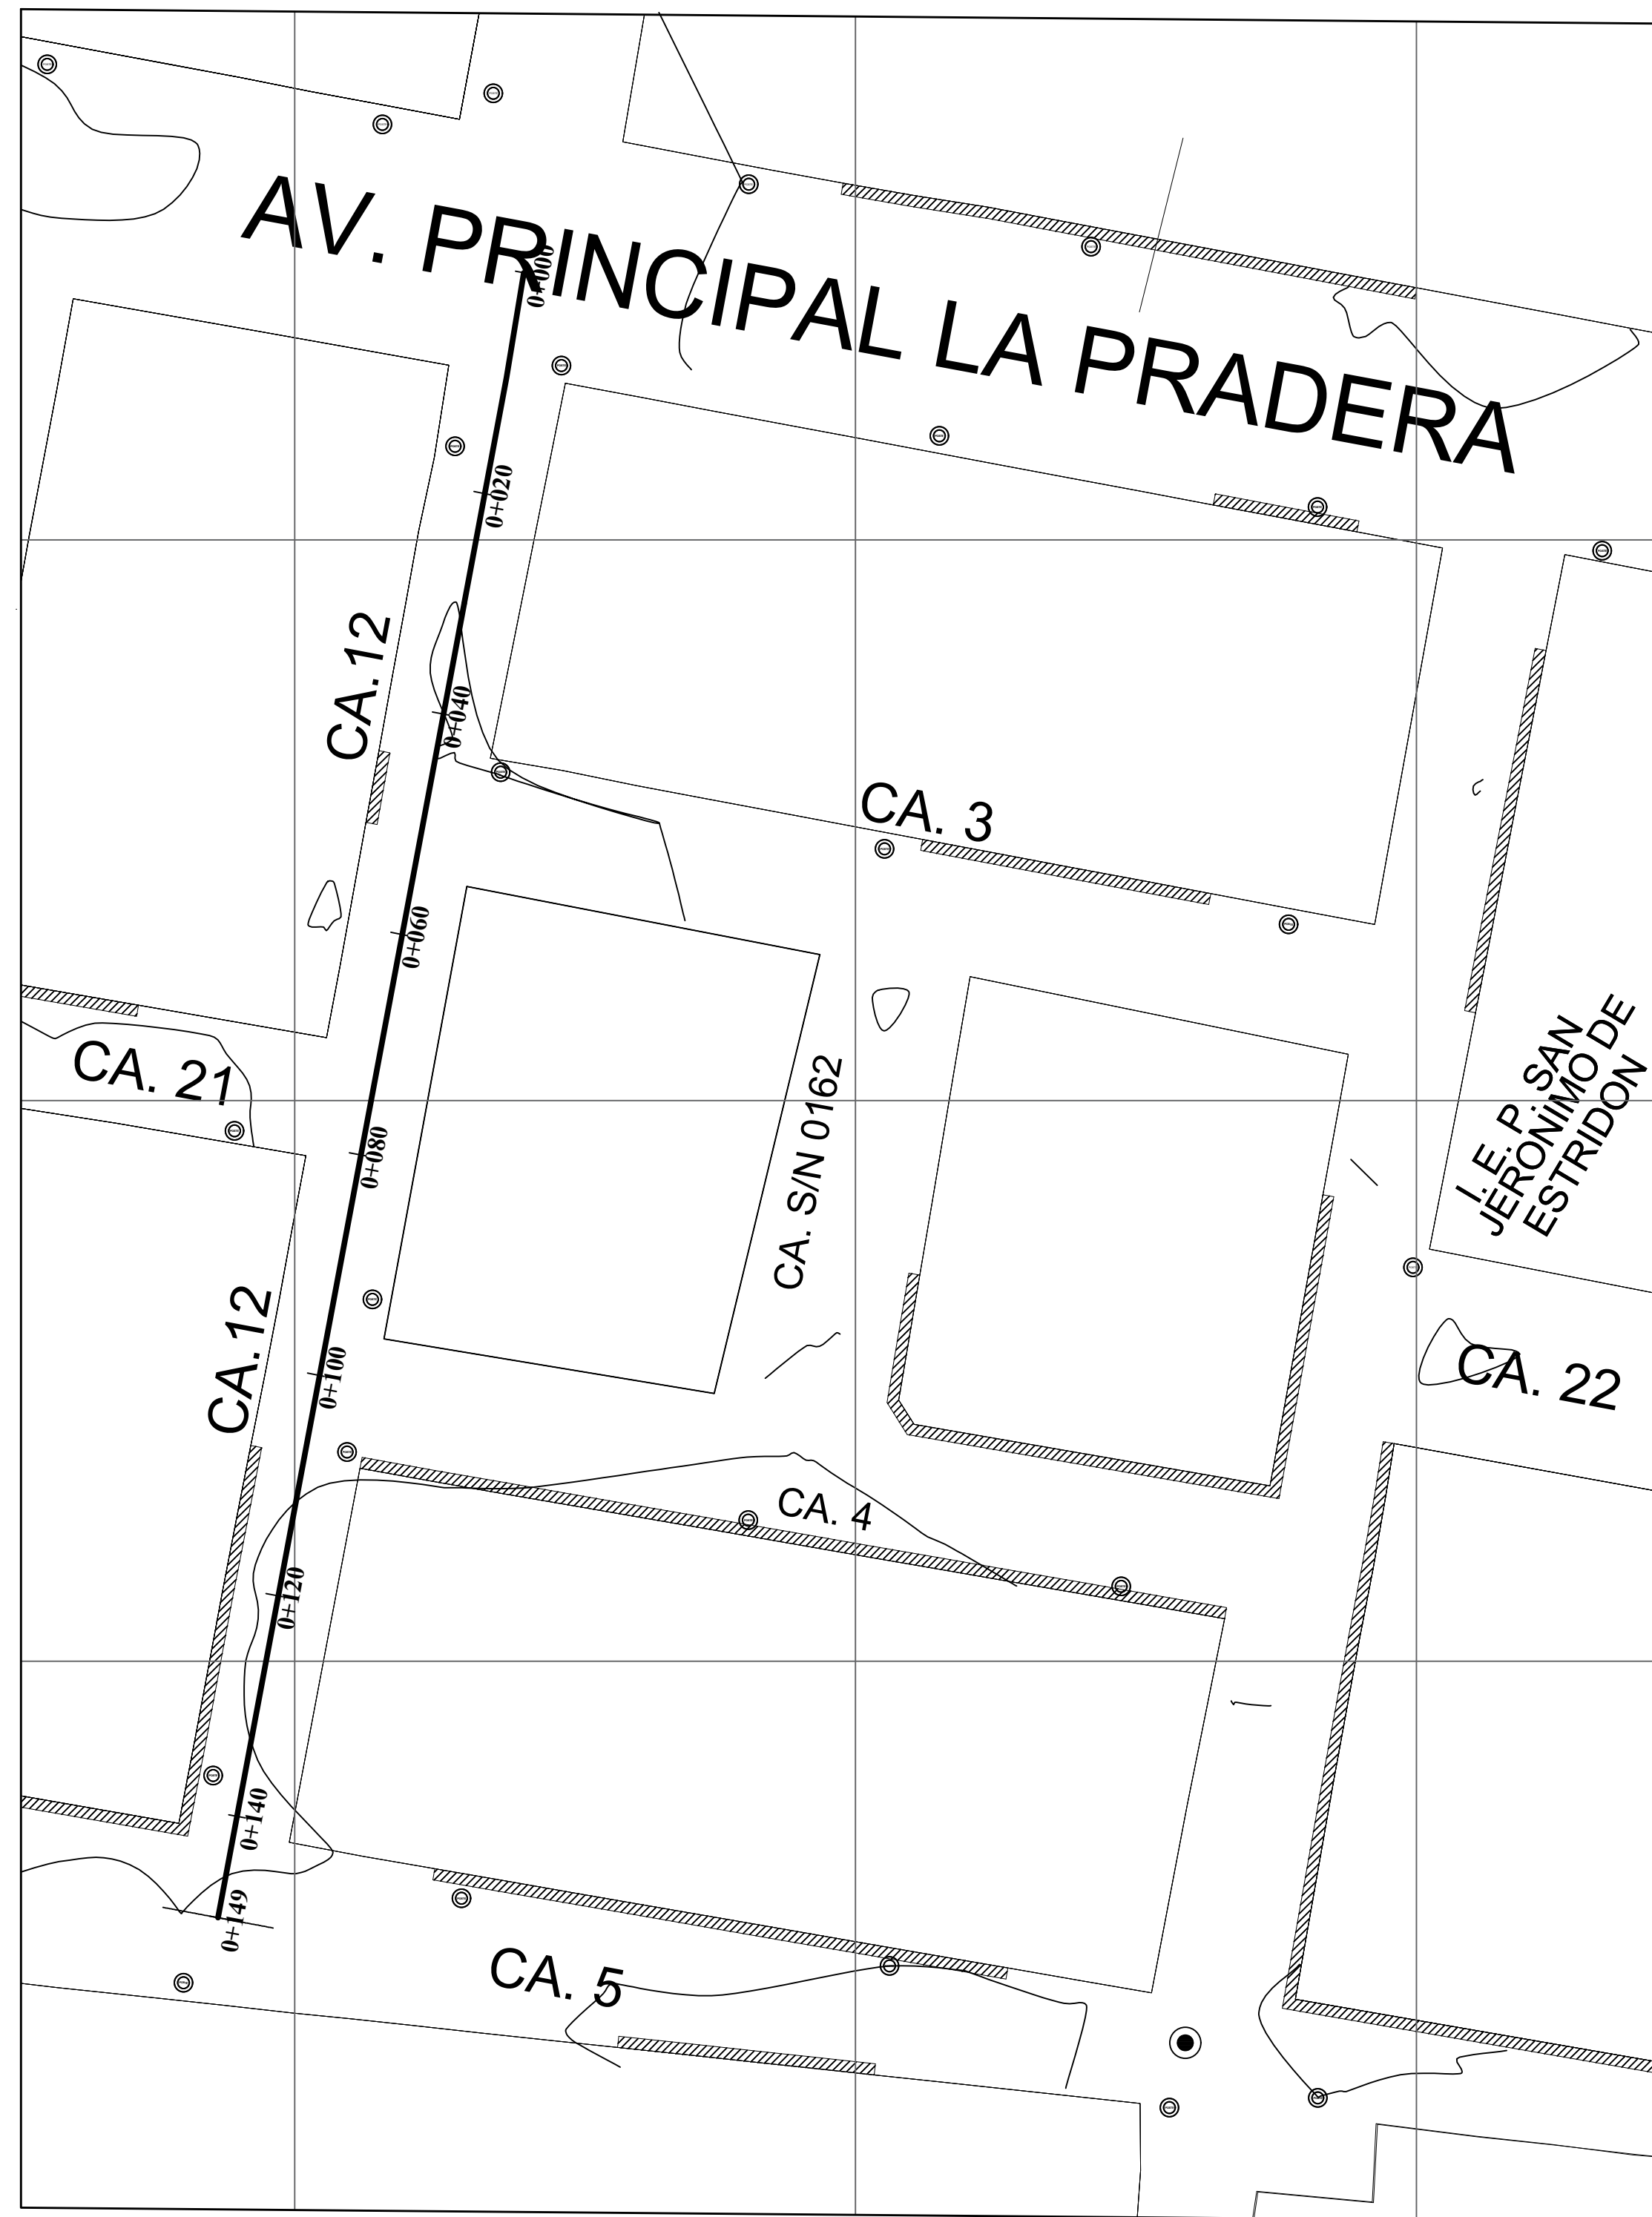 AV. PRINCIPAL LA PRADERA
0+000
0+020
CA. 12
0+040
CA. 3
0+060
CA. 21
0+080
CA. S/N 0162
I. E. P. SAN
JERONIMO DE
ESTRIDON
CA. 12
0+100
CA. 22
CA. 4
0+120
0+140
0+149
CA. 5